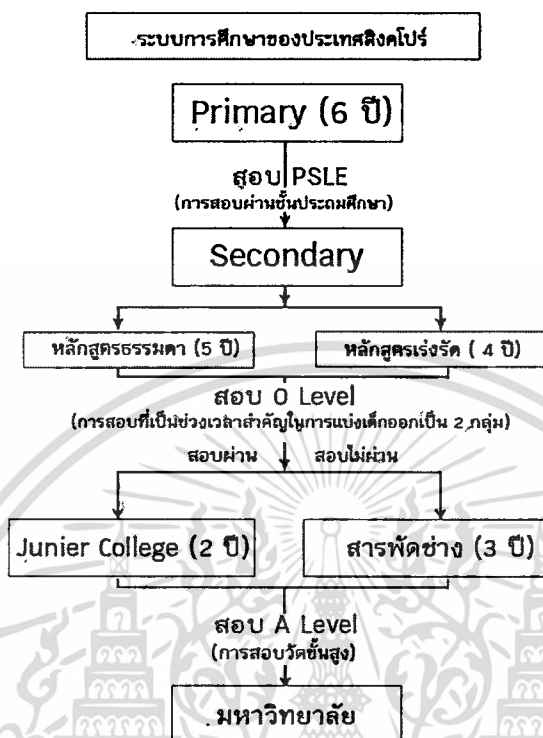 ระบบการศึกษาของประเทศสิงคโปร์
Primary (6 ปี)
สอบ PSLE
(การสอบผ่านชั้นประถมศึกษา)
Secondary
หลักสูตรธรรมดา (5 ปี)
หลักสูตรเร่งรัด ( 4 ปี)
สอบ O Level
(การสอบที่เป็นช่วงเวลาสำคัญในการแบ่งเด็กออกเป็น 2 กลุ่ม)
สอบผ่าน สอบไม่ผ่าน
Junier College (2 ปี)
สารพัดช่าง (3 ปี)
สอบ A Level
(การสอบวัดชั้นสูง)
มหาวิทยาลัย